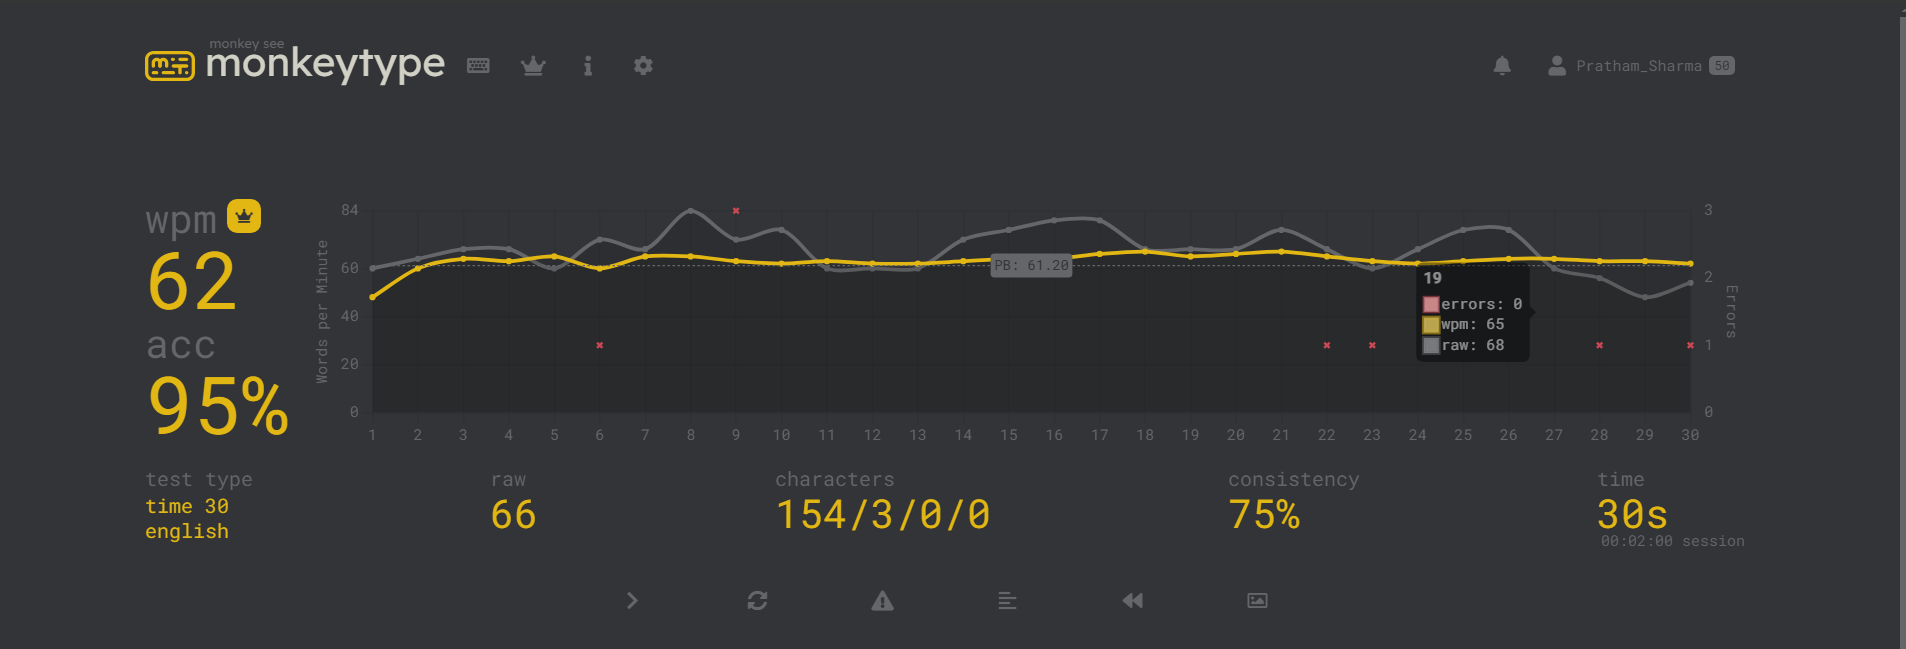 monkey see
monkeytype
Pratham_Sharma 50
wpm
62
acc
95%
Words per Minute
84
60
40
20
0
PB: 61.20
19
errors: 0
wpm: 65
raw: 68
3
2
1
0
Errors
1 2 3 4 5 6 7 8 9 10 11 12 13 14 15 16 17 18 19 20 21 22 23 24 25 26 27 28 29 30
test type
time 30
english
raw
66
characters
154/3/0/0
consistency
75%
time
30s
00:02:00 session